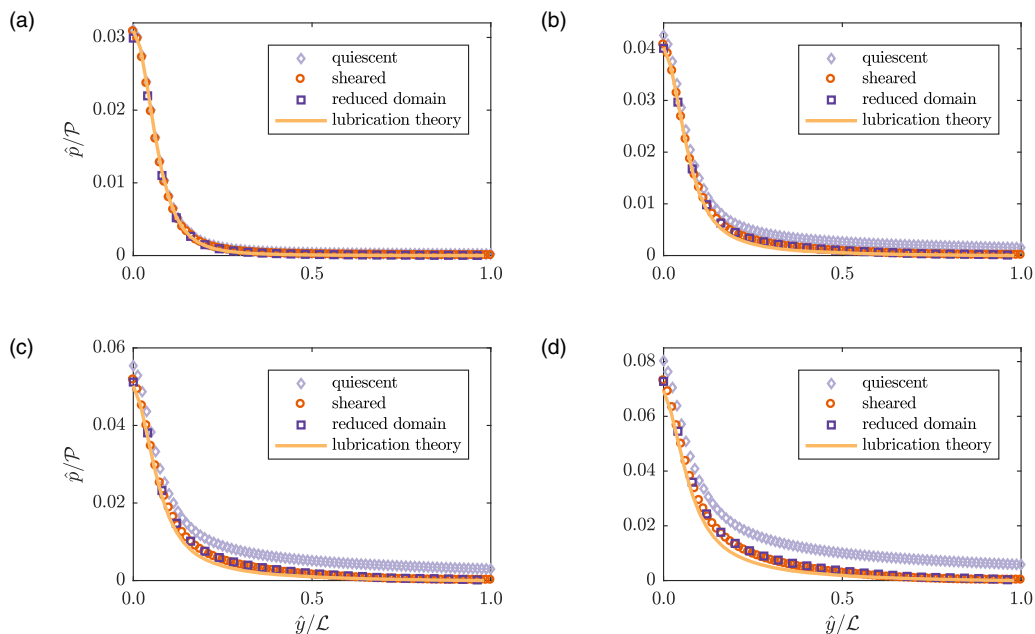 (a)
0.03
0.02
0.01
0
p̂/𝒫
quiescent
sheared
reduced domain
lubrication theory
0.0
0.5
1.0
(b)
0.04
0.03
0.02
0.01
0
quiescent
sheared
reduced domain
lubrication theory
0.0
0.5
1.0
(c)
0.06
0.04
0.02
0
p̂/𝒫
quiescent
sheared
reduced domain
lubrication theory
0.0
0.5
1.0
ŷ/ℒ
(d)
0.08
0.06
0.04
0.02
0
quiescent
sheared
reduced domain
lubrication theory
0.0
0.5
1.0
ŷ/ℒ